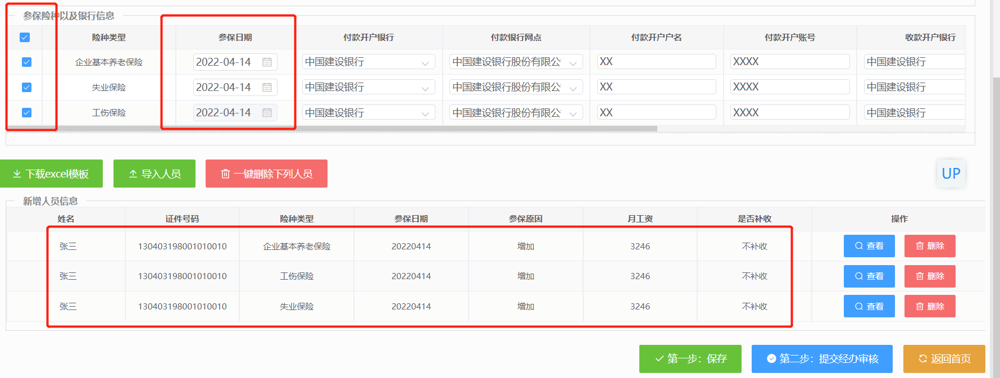 参保险种以及银行信息
险种类型 参保日期 付款开户银行 付款银行网点 付款开户户名 付款开户账号 收款开户银行
企业基本养老保险 2022-04-14 中国建设银行 中国建设银行股份有限公 XX XXXX 中国建设银行
失业保险 2022-04-14 中国建设银行 中国建设银行股份有限公 XX XXXX 中国建设银行
工伤保险 2022-04-14 中国建设银行 中国建设银行股份有限公 XX XXXX 中国建设银行
下载excel模板 导入人员 一键删除下列人员 UP
新增人员信息
姓名 证件号码 险种类型 参保日期 参保原因 月工资 是否补收 操作
张三 130403198001010010 企业基本养老保险 20220414 增加 3246 不补收 查看 删除
张三 130403198001010010 工伤保险 20220414 增加 3246 不补收 查看 删除
张三 130403198001010010 失业保险 20220414 增加 3246 不补收 查看 删除
第一步：保存 第二步：提交经办审核 返回首页